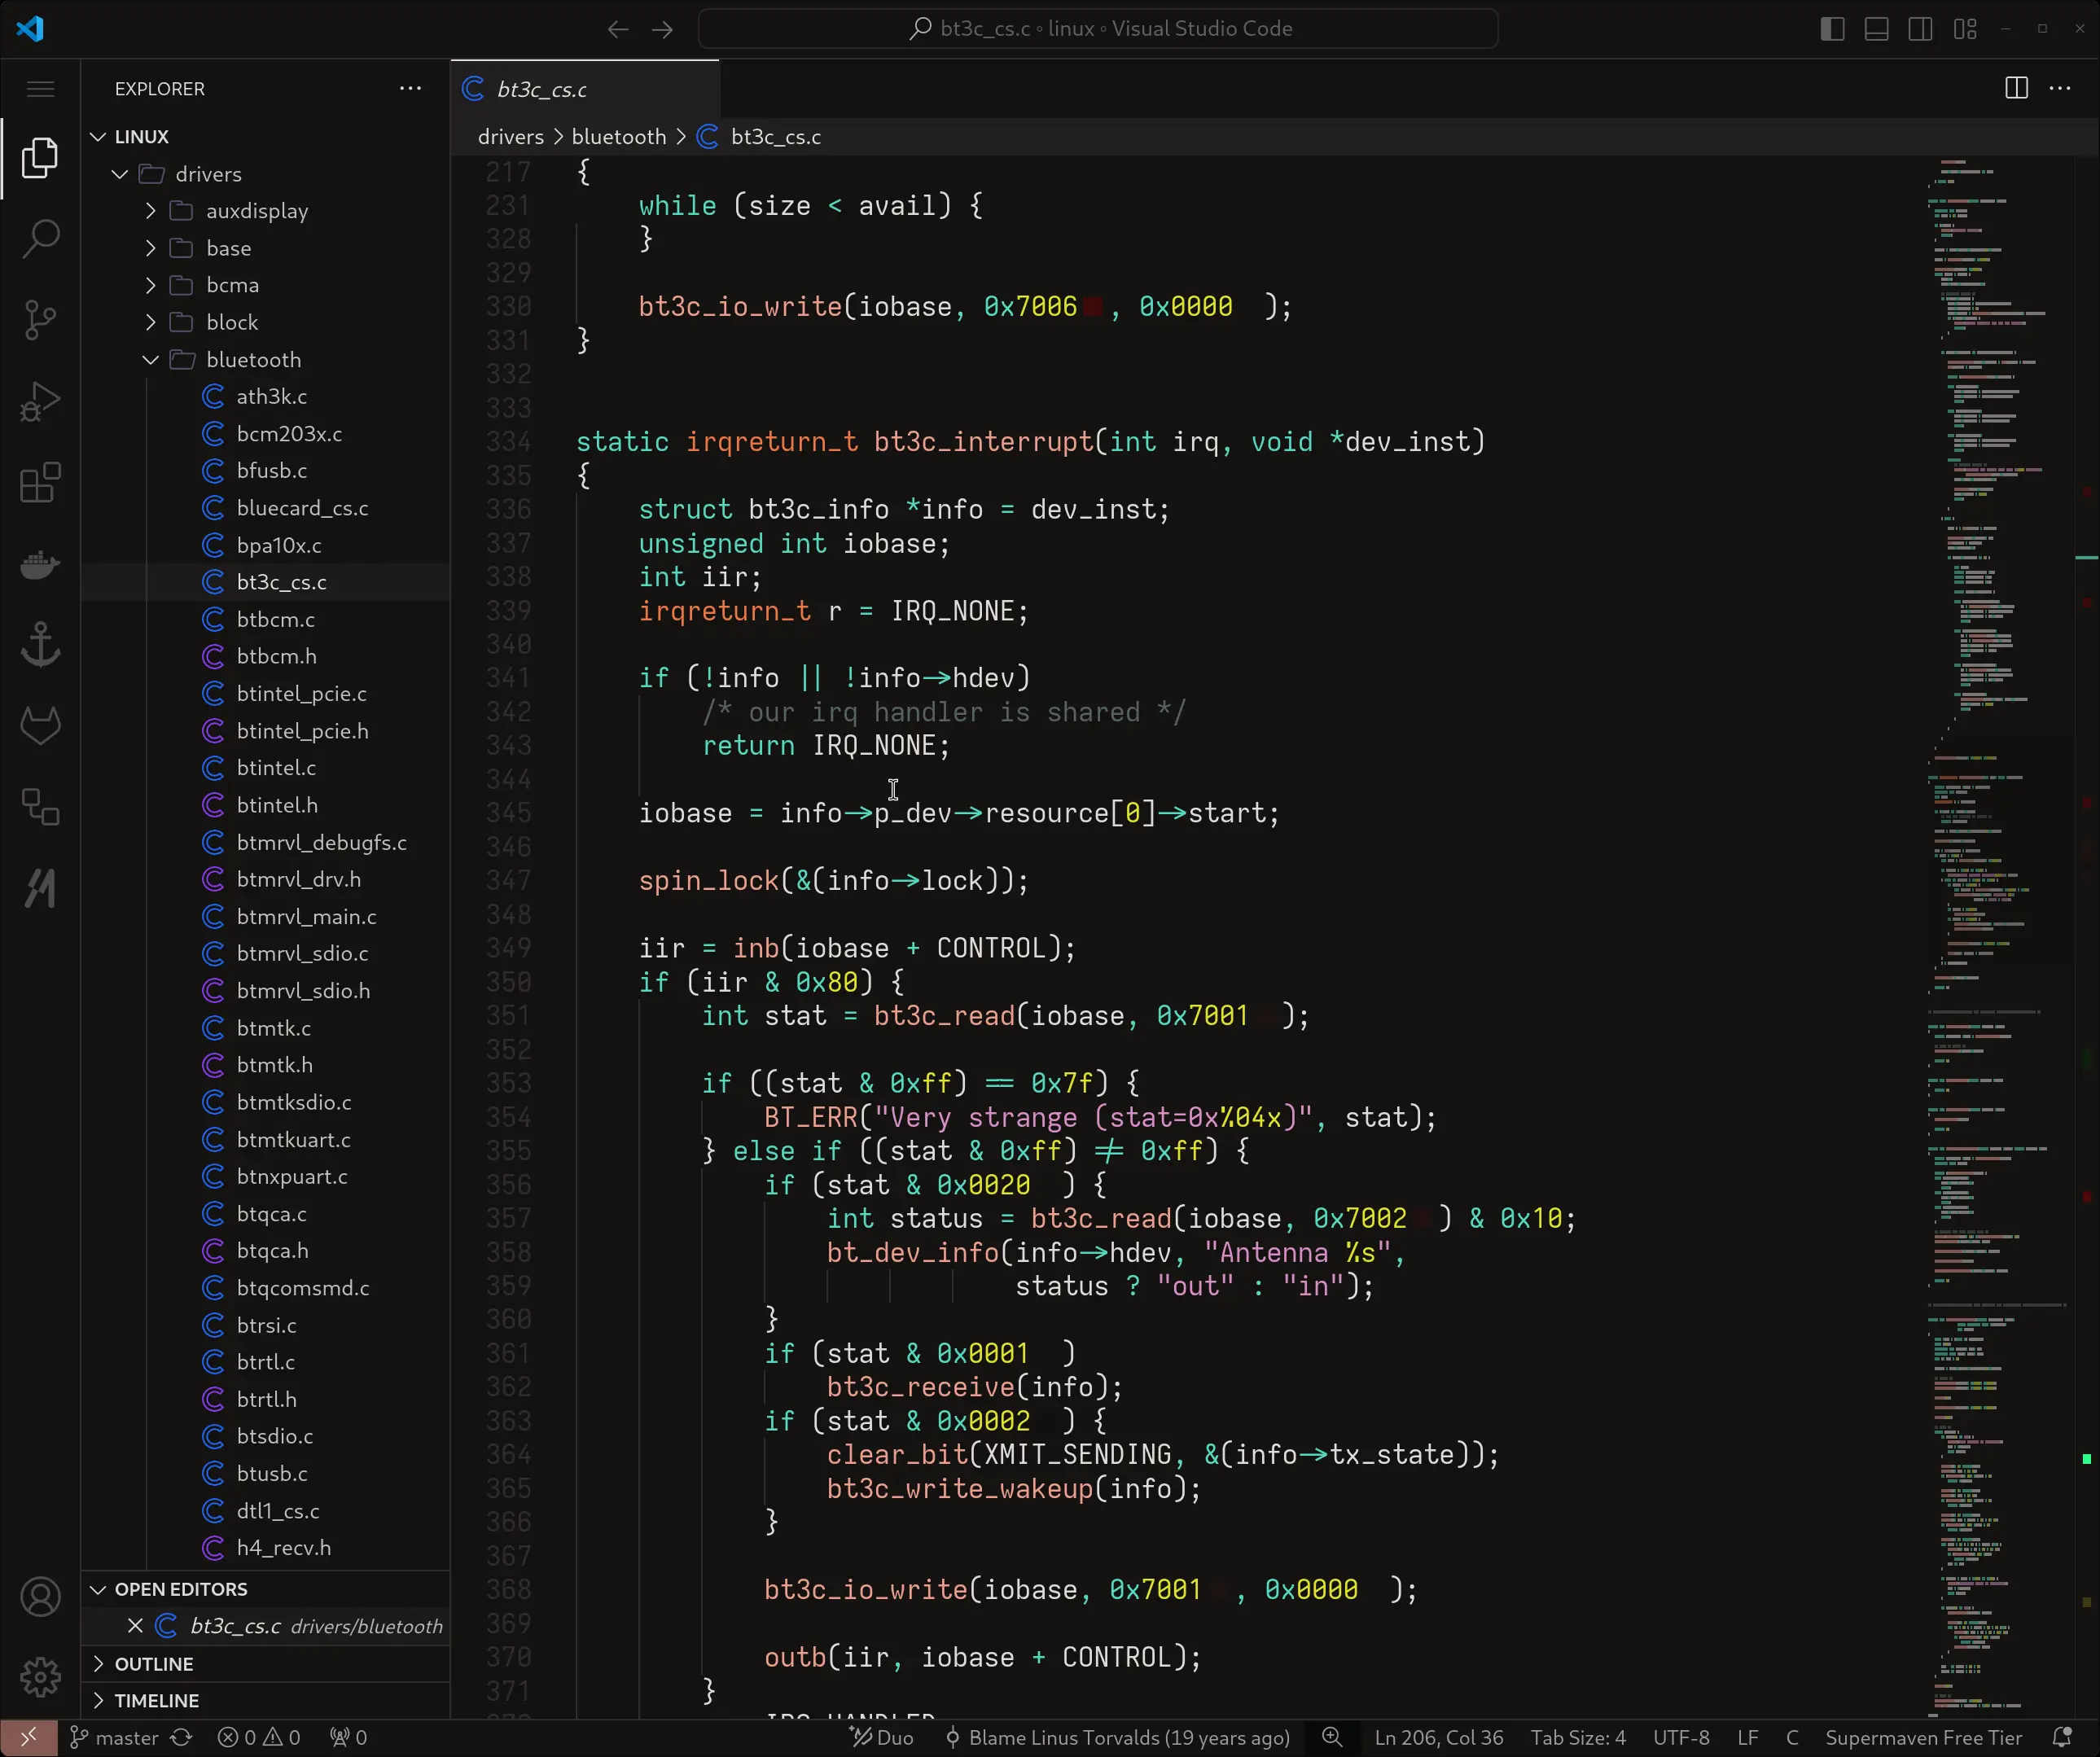 bt3c_cs.c ◦ linux ◦ Visual Studio Code
EXPLORER
LINUX
drivers
auxdisplay
base
bcma
block
bluetooth
ath3k.c
bcm203x.c
bfusb.c
bluecard_cs.c
bpa10x.c
bt3c_cs.c
btbcm.c
btbcm.h
btintel_pcie.c
btintel_pcie.h
btintel.c
btintel.h
btmrvl_debugfs.c
btmrvl_drv.h
btmrvl_main.c
btmrvl_sdio.c
btmrvl_sdio.h
btmtk.c
btmtk.h
btmtksdio.c
btmtkuart.c
btnxpuart.c
btqca.c
btqca.h
btqcomsmd.c
btrsi.c
btrtl.c
btrtl.h
btsdio.c
btusb.c
dtl1_cs.c
h4_recv.h
OPEN EDITORS
bt3c_cs.c drivers/bluetooth
OUTLINE
TIMELINE
bt3c_cs.c
drivers > bluetooth > bt3c_cs.c
217 {
231 while (size < avail) {
328 }
329
330 bt3c_io_write(iobase, 0x7006 , 0x0000 );
331 }
332
333
334 static irqreturn_t bt3c_interrupt(int irq, void *dev_inst)
335 {
336 struct bt3c_info *info = dev_inst;
337 unsigned int iobase;
338 int iir;
339 irqreturn_t r = IRQ_NONE;
340
341 if (!info || !info->hdev)
342 /* our irq handler is shared */
343 return IRQ_NONE;
344
345 iobase = info->p_dev->resource[0]->start;
346
347 spin_lock(&(info->lock));
348
349 iir = inb(iobase + CONTROL);
350 if (iir & 0x80) {
351 int stat = bt3c_read(iobase, 0x7001 );
352
353 if ((stat & 0xff) == 0x7f) {
354 BT_ERR("Very strange (stat=0x%04x)", stat);
355 } else if ((stat & 0xff) != 0xff) {
356 if (stat & 0x0020 ) {
357 int status = bt3c_read(iobase, 0x7002 ) & 0x10;
358 bt_dev_info(info->hdev, "Antenna %s",
359 status ? "out" : "in");
360 }
361 if (stat & 0x0001 )
362 bt3c_receive(info);
363 if (stat & 0x0002 ) {
364 clear_bit(XMIT_SENDING, &(info->tx_state));
365 bt3c_write_wakeup(info);
366 }
367
368 bt3c_io_write(iobase, 0x7001 , 0x0000 );
369
370 outb(iir, iobase + CONTROL);
371 }
master 0 0 0 Duo Blame Linus Torvalds (19 years ago) Ln 206, Col 36 Tab Size: 4 UTF-8 LF C Supermaven Free Tier